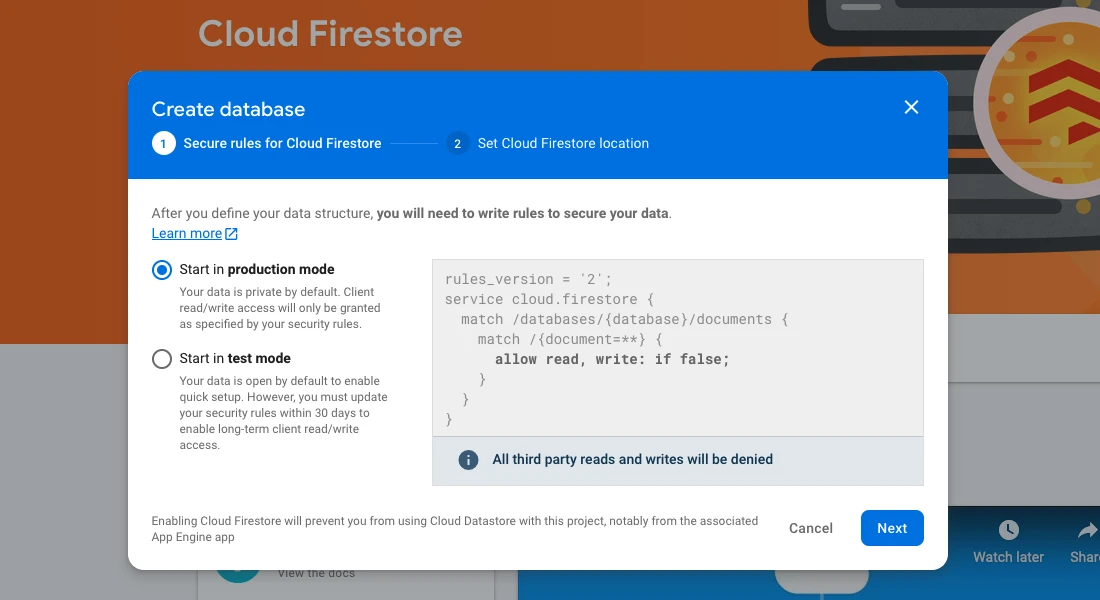 Cloud Firestore
Create database
1 Secure rules for Cloud Firestore 2 Set Cloud Firestore location
After you define your data structure, you will need to write rules to secure your data.
Learn more
Start in production mode
Your data is private by default. Client
read/write access will only be granted
as specified by your security rules.
Start in test mode
Your data is open by default to enable
quick setup. However, you must update
your security rules within 30 days to
enable long-term client read/write
access.
rules_version = '2';
service cloud.firestore {
  match /databases/{database}/documents {
    match /{document=**} {
      allow read, write: if false;
    }
  }
}
All third party reads and writes will be denied
Enabling Cloud Firestore will prevent you from using Cloud Datastore with this project, notably from the associated
App Engine app
Cancel
Next
View the docs
Watch later
Shar